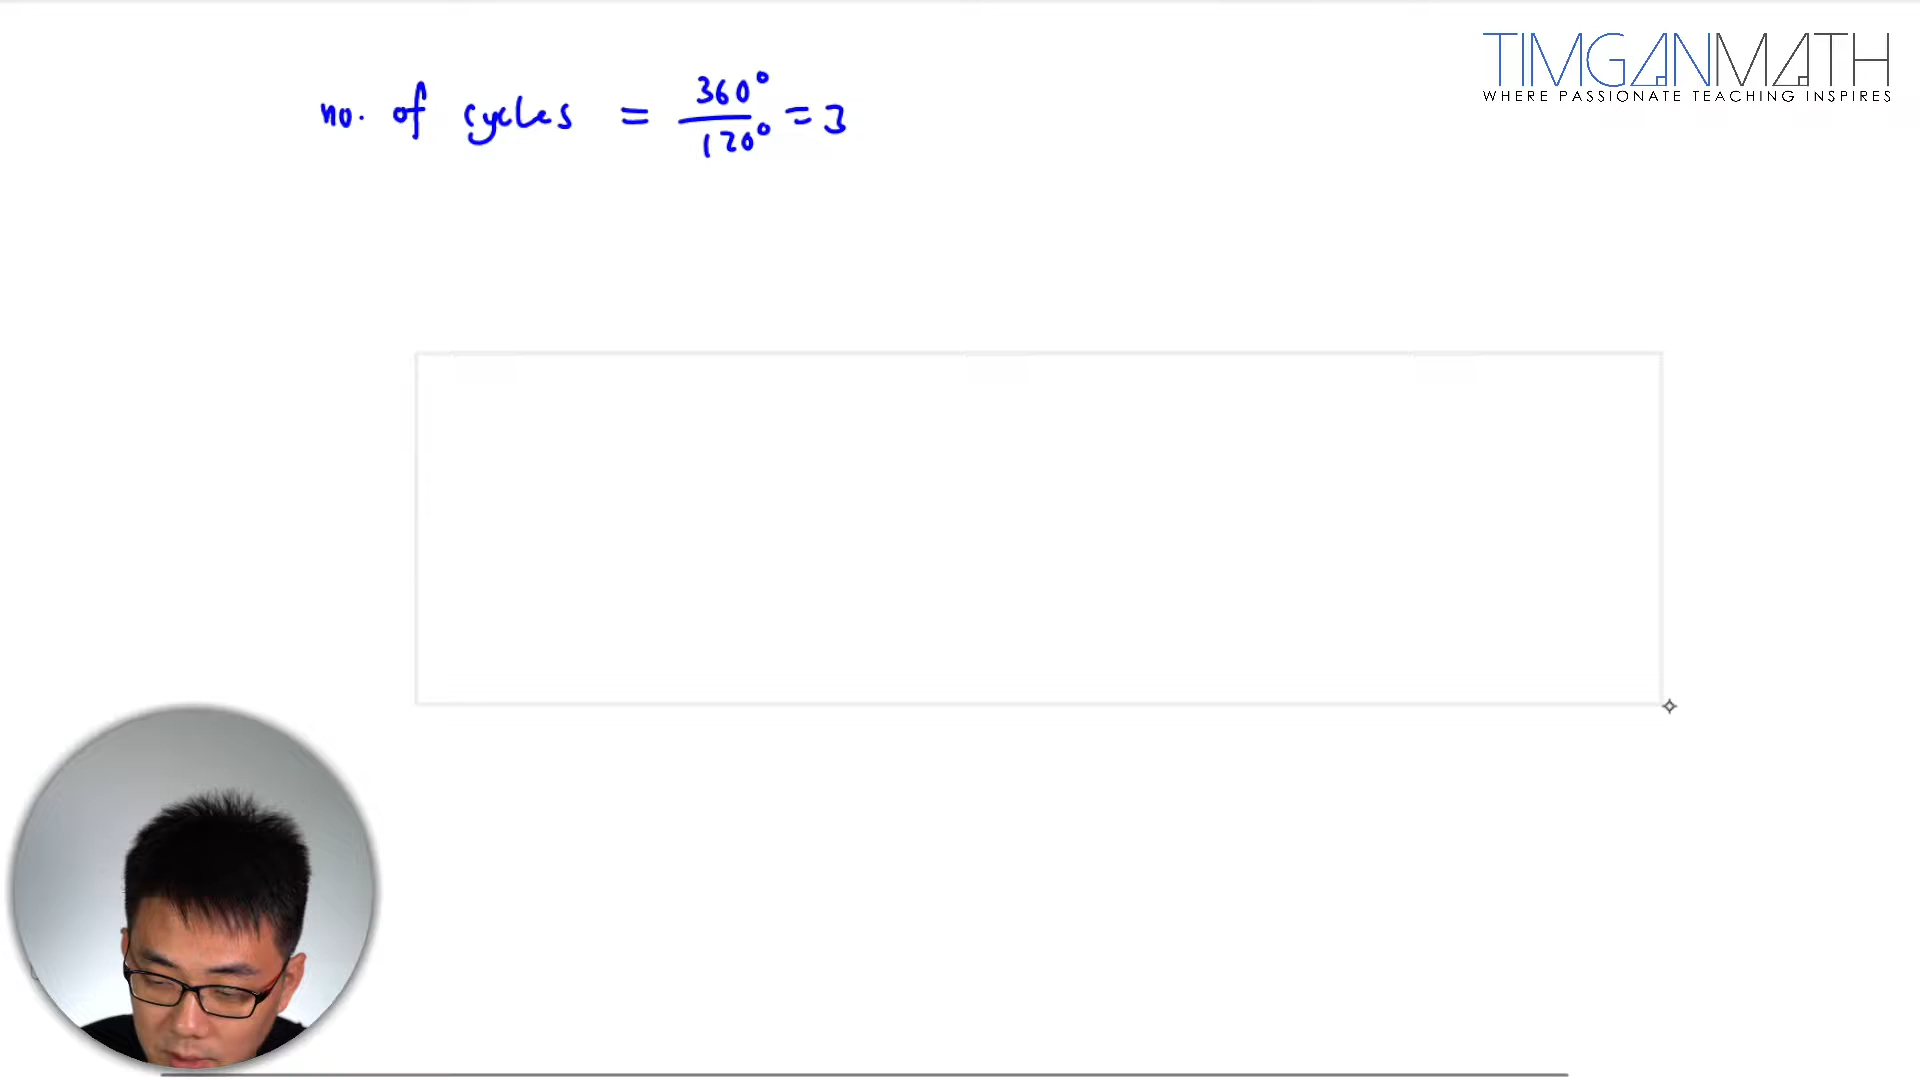 TIMGANMATH
WHERE PASSIONATE TEACHING INSPIRES
no. of cycles = 360° / 120° = 3